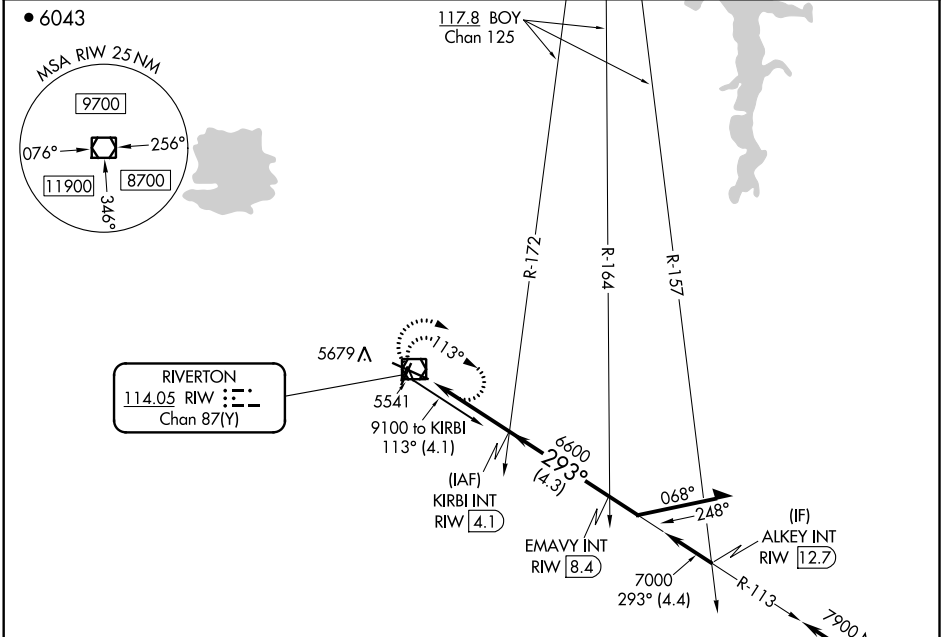 6043
MSA RIW 25 NM
9700
076°
256°
11900
8700
346°
117.8 BOY
Chan 125
R-172
R-164
R-157
5679
113°
RIVERTON
114.05 RIW
Chan 87(Y)
5541
9100 to KIRBI
113° (4.1)
(IAF)
KIRBI INT
RIW 4.1
6600
293°
(4.3)
068°
248°
EMAVY INT
RIW 8.4
(IF)
ALKEY INT
RIW 12.7
7000
293° (4.4)
R-113
7900